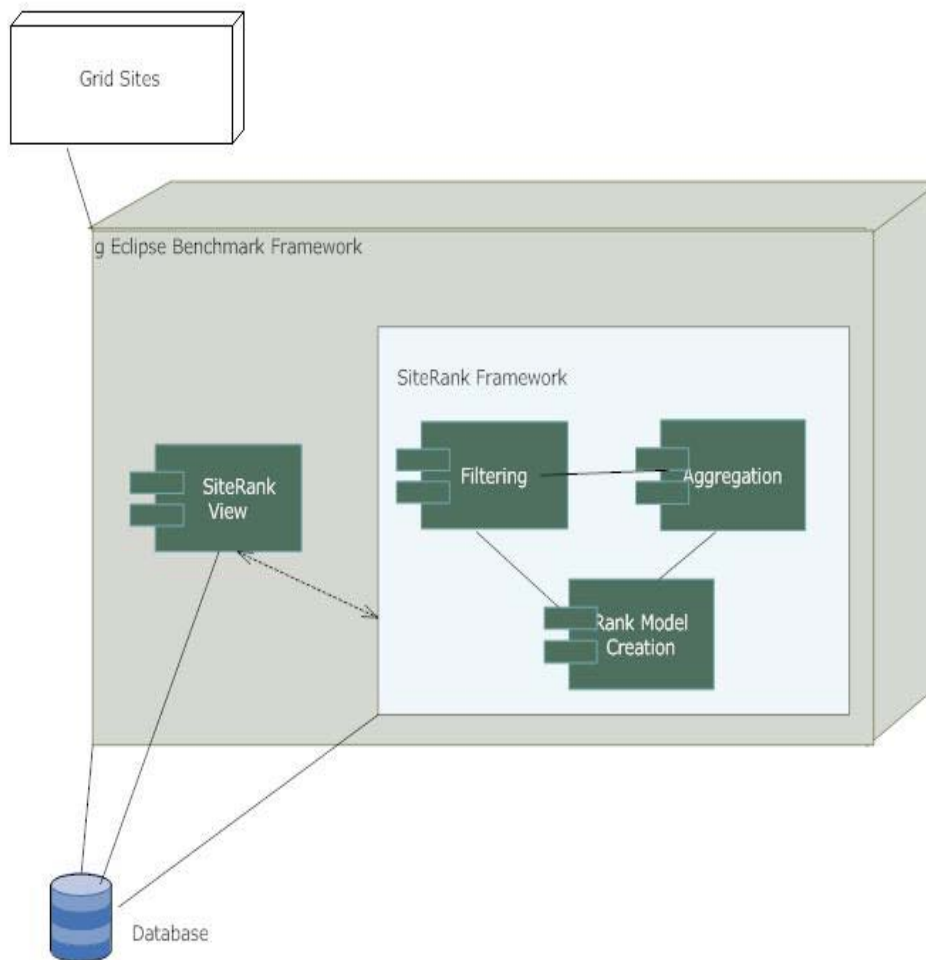 Grid Sites
g Eclipse Benchmark Framework
SiteRank Framework
Filtering
Aggregation
SiteRank
View
Rank Model
Creation
Database